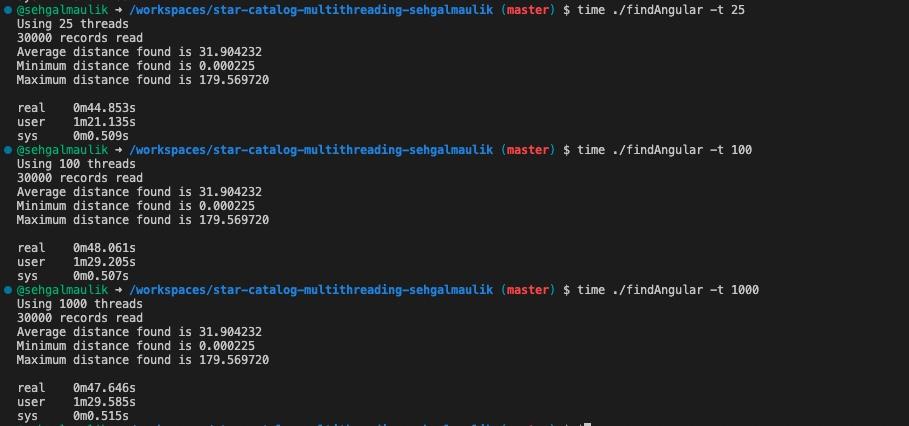 @sehgalmaulik → /workspaces/star-catalog-multithreading-sehgalmaulik (master) $ time ./findAngular -t 25
Using 25 threads
30000 records read
Average distance found is 31.904232
Minimum distance found is 0.000225
Maximum distance found is 179.569720
real 0m44.853s
user 1m21.135s
sys 0m0.509s
@sehgalmaulik → /workspaces/star-catalog-multithreading-sehgalmaulik (master) $ time ./findAngular -t 100
Using 100 threads
30000 records read
Average distance found is 31.904232
Minimum distance found is 0.000225
Maximum distance found is 179.569720
real 0m48.061s
user 1m29.205s
sys 0m0.507s
@sehgalmaulik → /workspaces/star-catalog-multithreading-sehgalmaulik (master) $ time ./findAngular -t 1000
Using 1000 threads
30000 records read
Average distance found is 31.904232
Minimum distance found is 0.000225
Maximum distance found is 179.569720
real 0m47.646s
user 1m29.585s
sys 0m0.515s